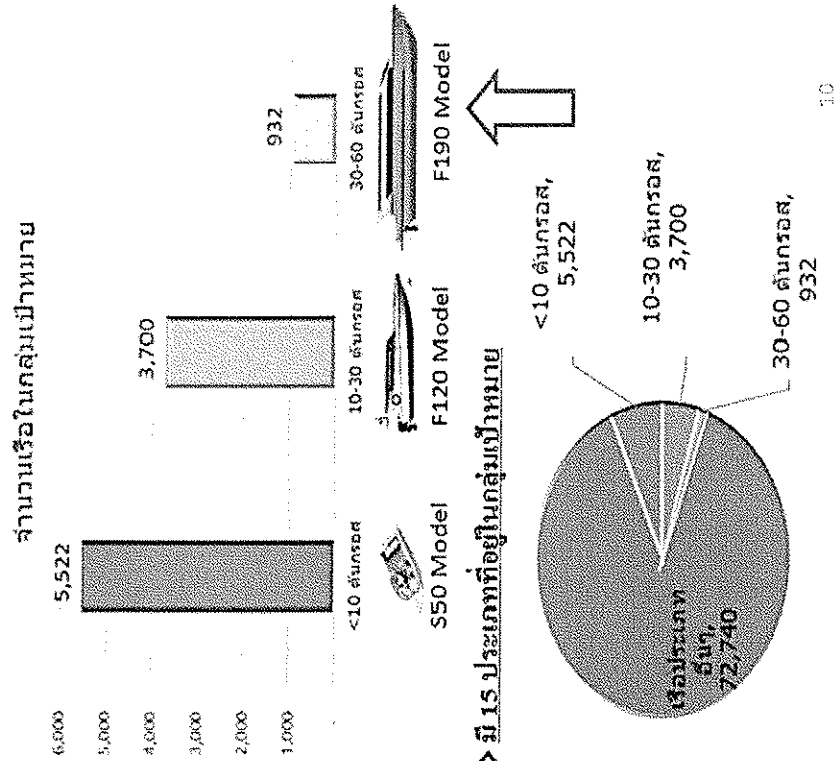 จำนวนเรือในกลุ่มเป้าหมาย
6,000
5,000
4,000
3,000
2,000
1,000
5,522
3,700
932
<10 ตันกรอส
10-30 ตันกรอส
30-60 ตันกรอส
S50 Model
F120 Model
F190 Model
> มี 15 ประเภทที่อยู่ในกลุ่มเป้าหมาย
<10 ตันกรอส,
5,522
10-30 ตันกรอส,
3,700
30-60 ตันกรอส,
932
เรือประเภท
อื่นๆ,
72,740
10